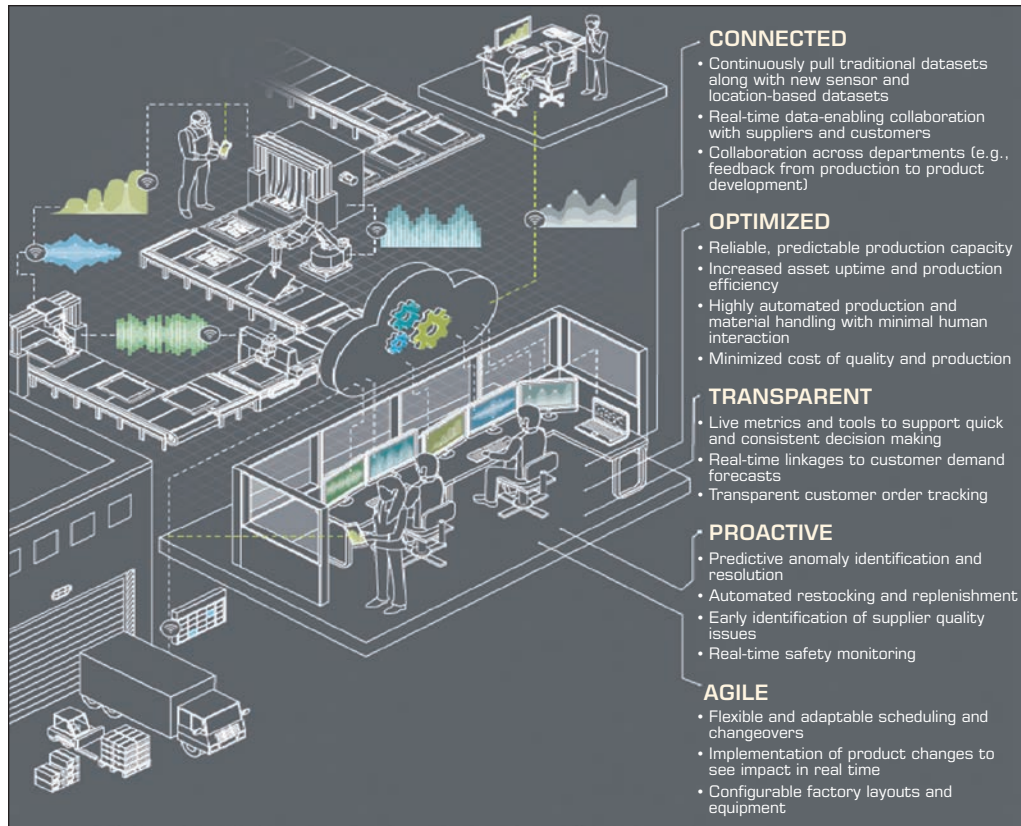 CONNECTED
• Continuously pull traditional datasets
along with new sensor and
location-based datasets
• Real-time data-enabling collaboration
with suppliers and customers
• Collaboration across departments (e.g.,
feedback from production to product
development)
OPTIMIZED
• Reliable, predictable production capacity
• Increased asset uptime and production
efficiency
• Highly automated production and
material handling with minimal human
interaction
• Minimized cost of quality and production
TRANSPARENT
• Live metrics and tools to support quick
and consistent decision making
• Real-time linkages to customer demand
forecasts
• Transparent customer order tracking
PROACTIVE
• Predictive anomaly identification and
resolution
• Automated restocking and replenishment
• Early identification of supplier quality
issues
• Real-time safety monitoring
AGILE
• Flexible and adaptable scheduling and
changeovers
• Implementation of product changes to
see impact in real time
• Configurable factory layouts and
equipment